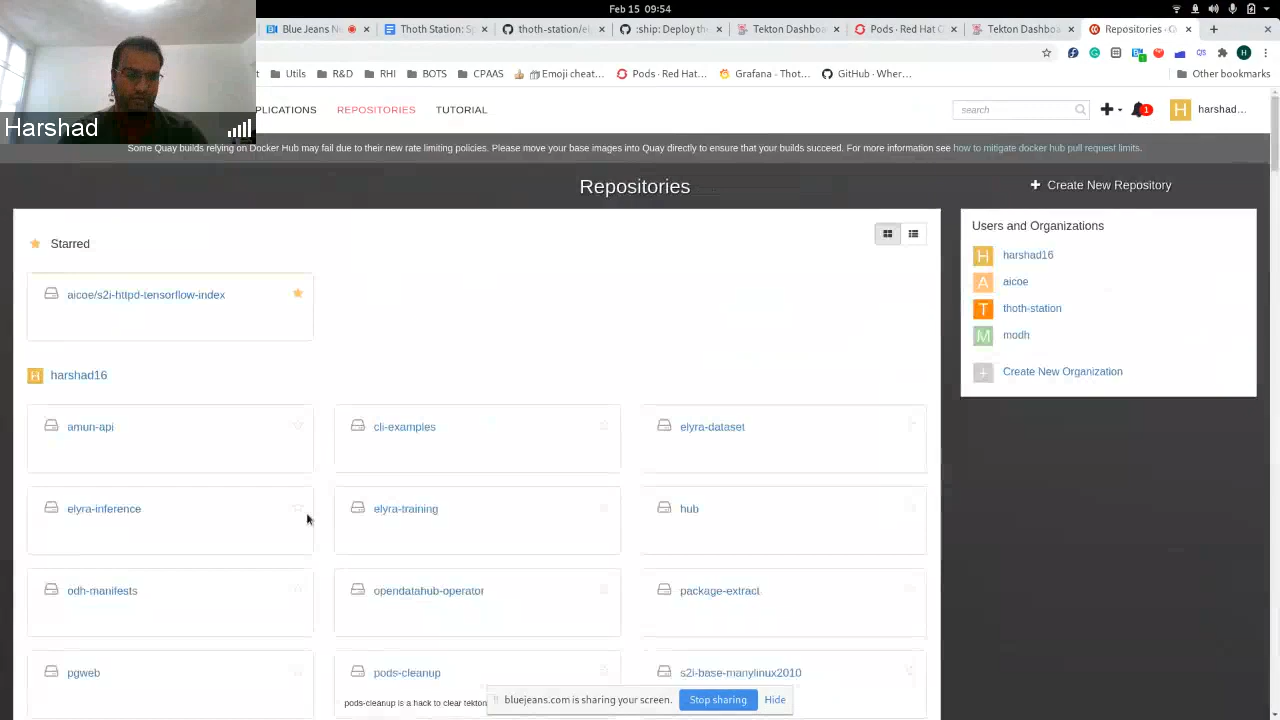 Feb 15 09:54
Blue Jeans N
Thoth Station: S
thoth-station/el
:ship: Deploy th
Tekton Dashbo
Pods · Red Hat O
Tekton Dashbo
Repositories · Q
Utils
R&D
RHI
BOTS
CPAAS
Emoji cheat...
Pods · Red Hat...
Grafana - Thot...
GitHub · Wher...
Other bookmarks
Harshad
PLICATIONS
REPOSITORIES
TUTORIAL
search
1
H
harshad...
Some Quay builds relying on Docker Hub may fail due to their new rate limiting policies. Please move your base images into Quay directly to ensure that your builds succeed. For more information see how to mitigate docker hub pull request limits.
Repositories
Create New Repository
Starred
aicoe/s2i-httpd-tensorflow-index
H harshad16
amun-api
cli-examples
elyra-dataset
elyra-inference
elyra-training
hub
odh-manifests
opendatahub-operator
package-extract
pgweb
pods-cleanup
s2i-base-manylinux2010
pods-cleanup is a hack to clear tekton
Users and Organizations
H harshad16
A aicoe
T thoth-station
M modh
Create New Organization
bluejeans.com is sharing your screen.
Stop sharing
Hide